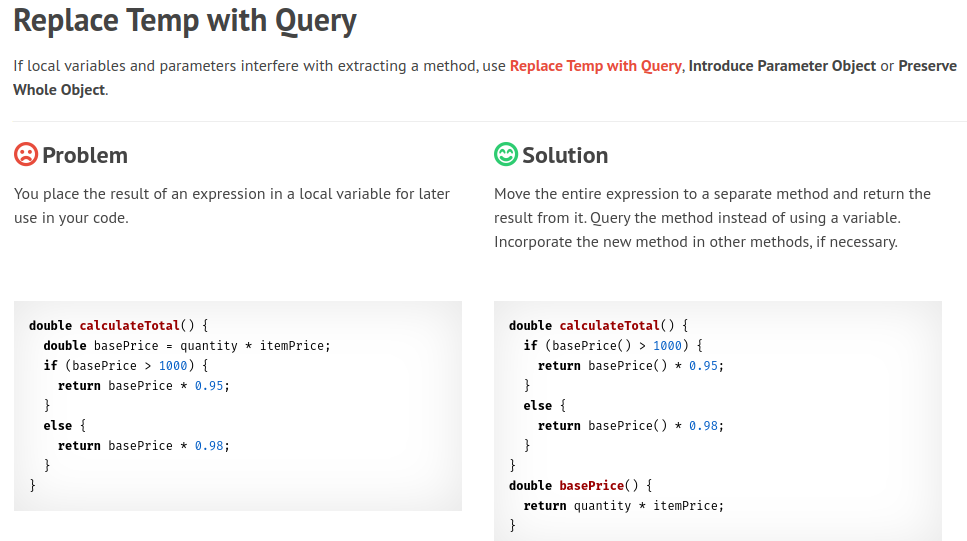 Replace Temp with Query
If local variables and parameters interfere with extracting a method, use Replace Temp with Query, Introduce Parameter Object or Preserve
Whole Object.
Problem
You place the result of an expression in a local variable for later
use in your code.
double calculateTotal() {
  double basePrice = quantity * itemPrice;
  if (basePrice > 1000) {
    return basePrice * 0.95;
  }
  else {
    return basePrice * 0.98;
  }
}
Solution
Move the entire expression to a separate method and return the
result from it. Query the method instead of using a variable.
Incorporate the new method in other methods, if necessary.
double calculateTotal() {
  if (basePrice() > 1000) {
    return basePrice() * 0.95;
  }
  else {
    return basePrice() * 0.98;
  }
}
double basePrice() {
  return quantity * itemPrice;
}